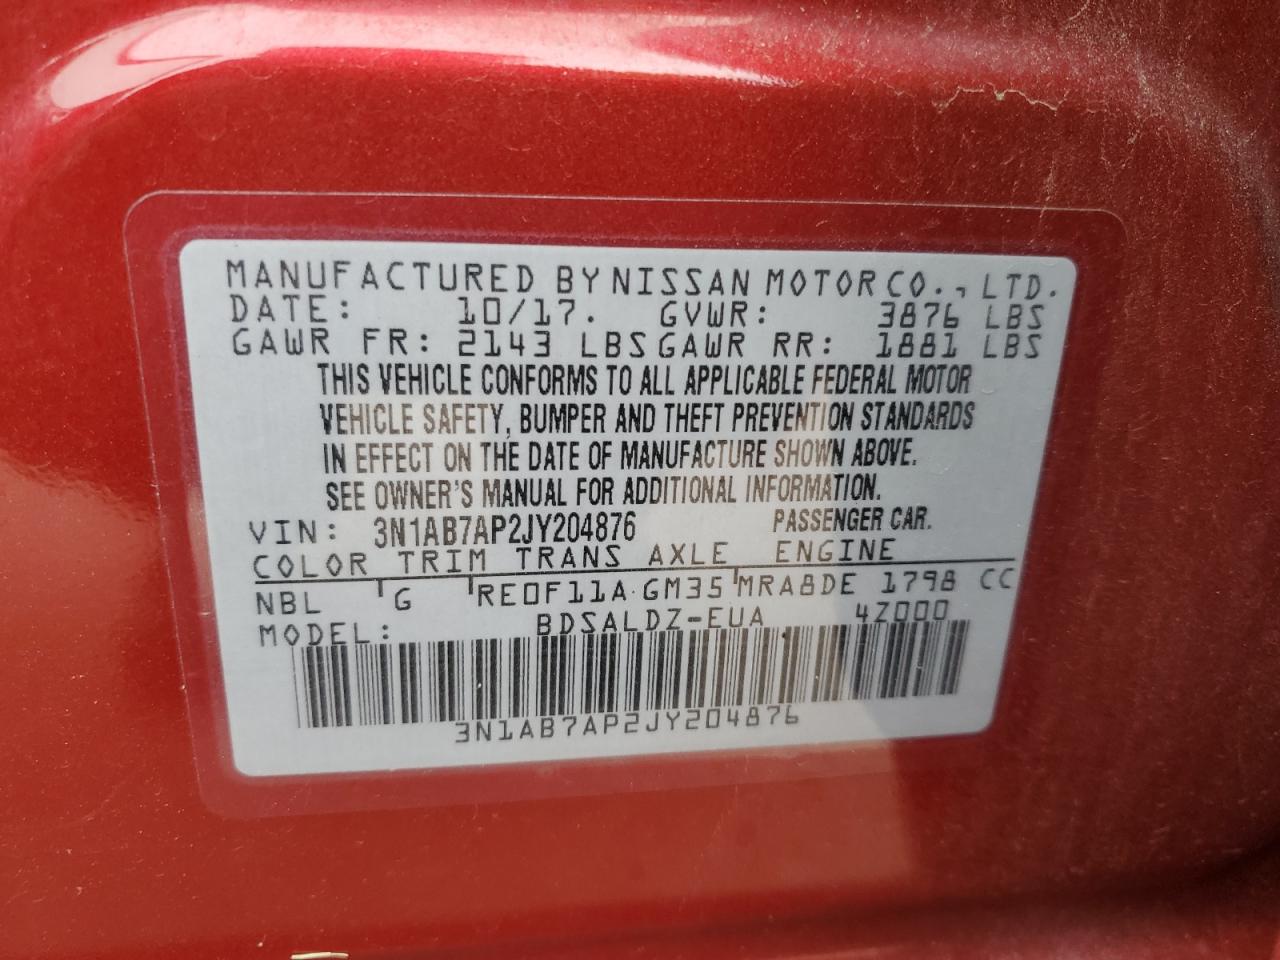 MANUFACTURED BY NISSAN MOTOR CO., LTD.
DATE: 10/17. GVWR: 3876 LBS
GAWR FR: 2143 LBS GAWR RR: 1881 LBS
THIS VEHICLE CONFORMS TO ALL APPLICABLE FEDERAL MOTOR
VEHICLE SAFETY, BUMPER AND THEFT PREVENTION STANDARDS
IN EFFECT ON THE DATE OF MANUFACTURE SHOWN ABOVE.
SEE OWNER'S MANUAL FOR ADDITIONAL INFORMATION.
VIN: 3N1AB7AP2JY204876 PASSENGER CAR.
COLOR TRIM TRANS AXLE ENGINE
NBL G RE0F11A GM35 MRA8DE 1798 CC
MODEL: BDSALDZ-EUA 4Z000
3N1AB7AP2JY204876